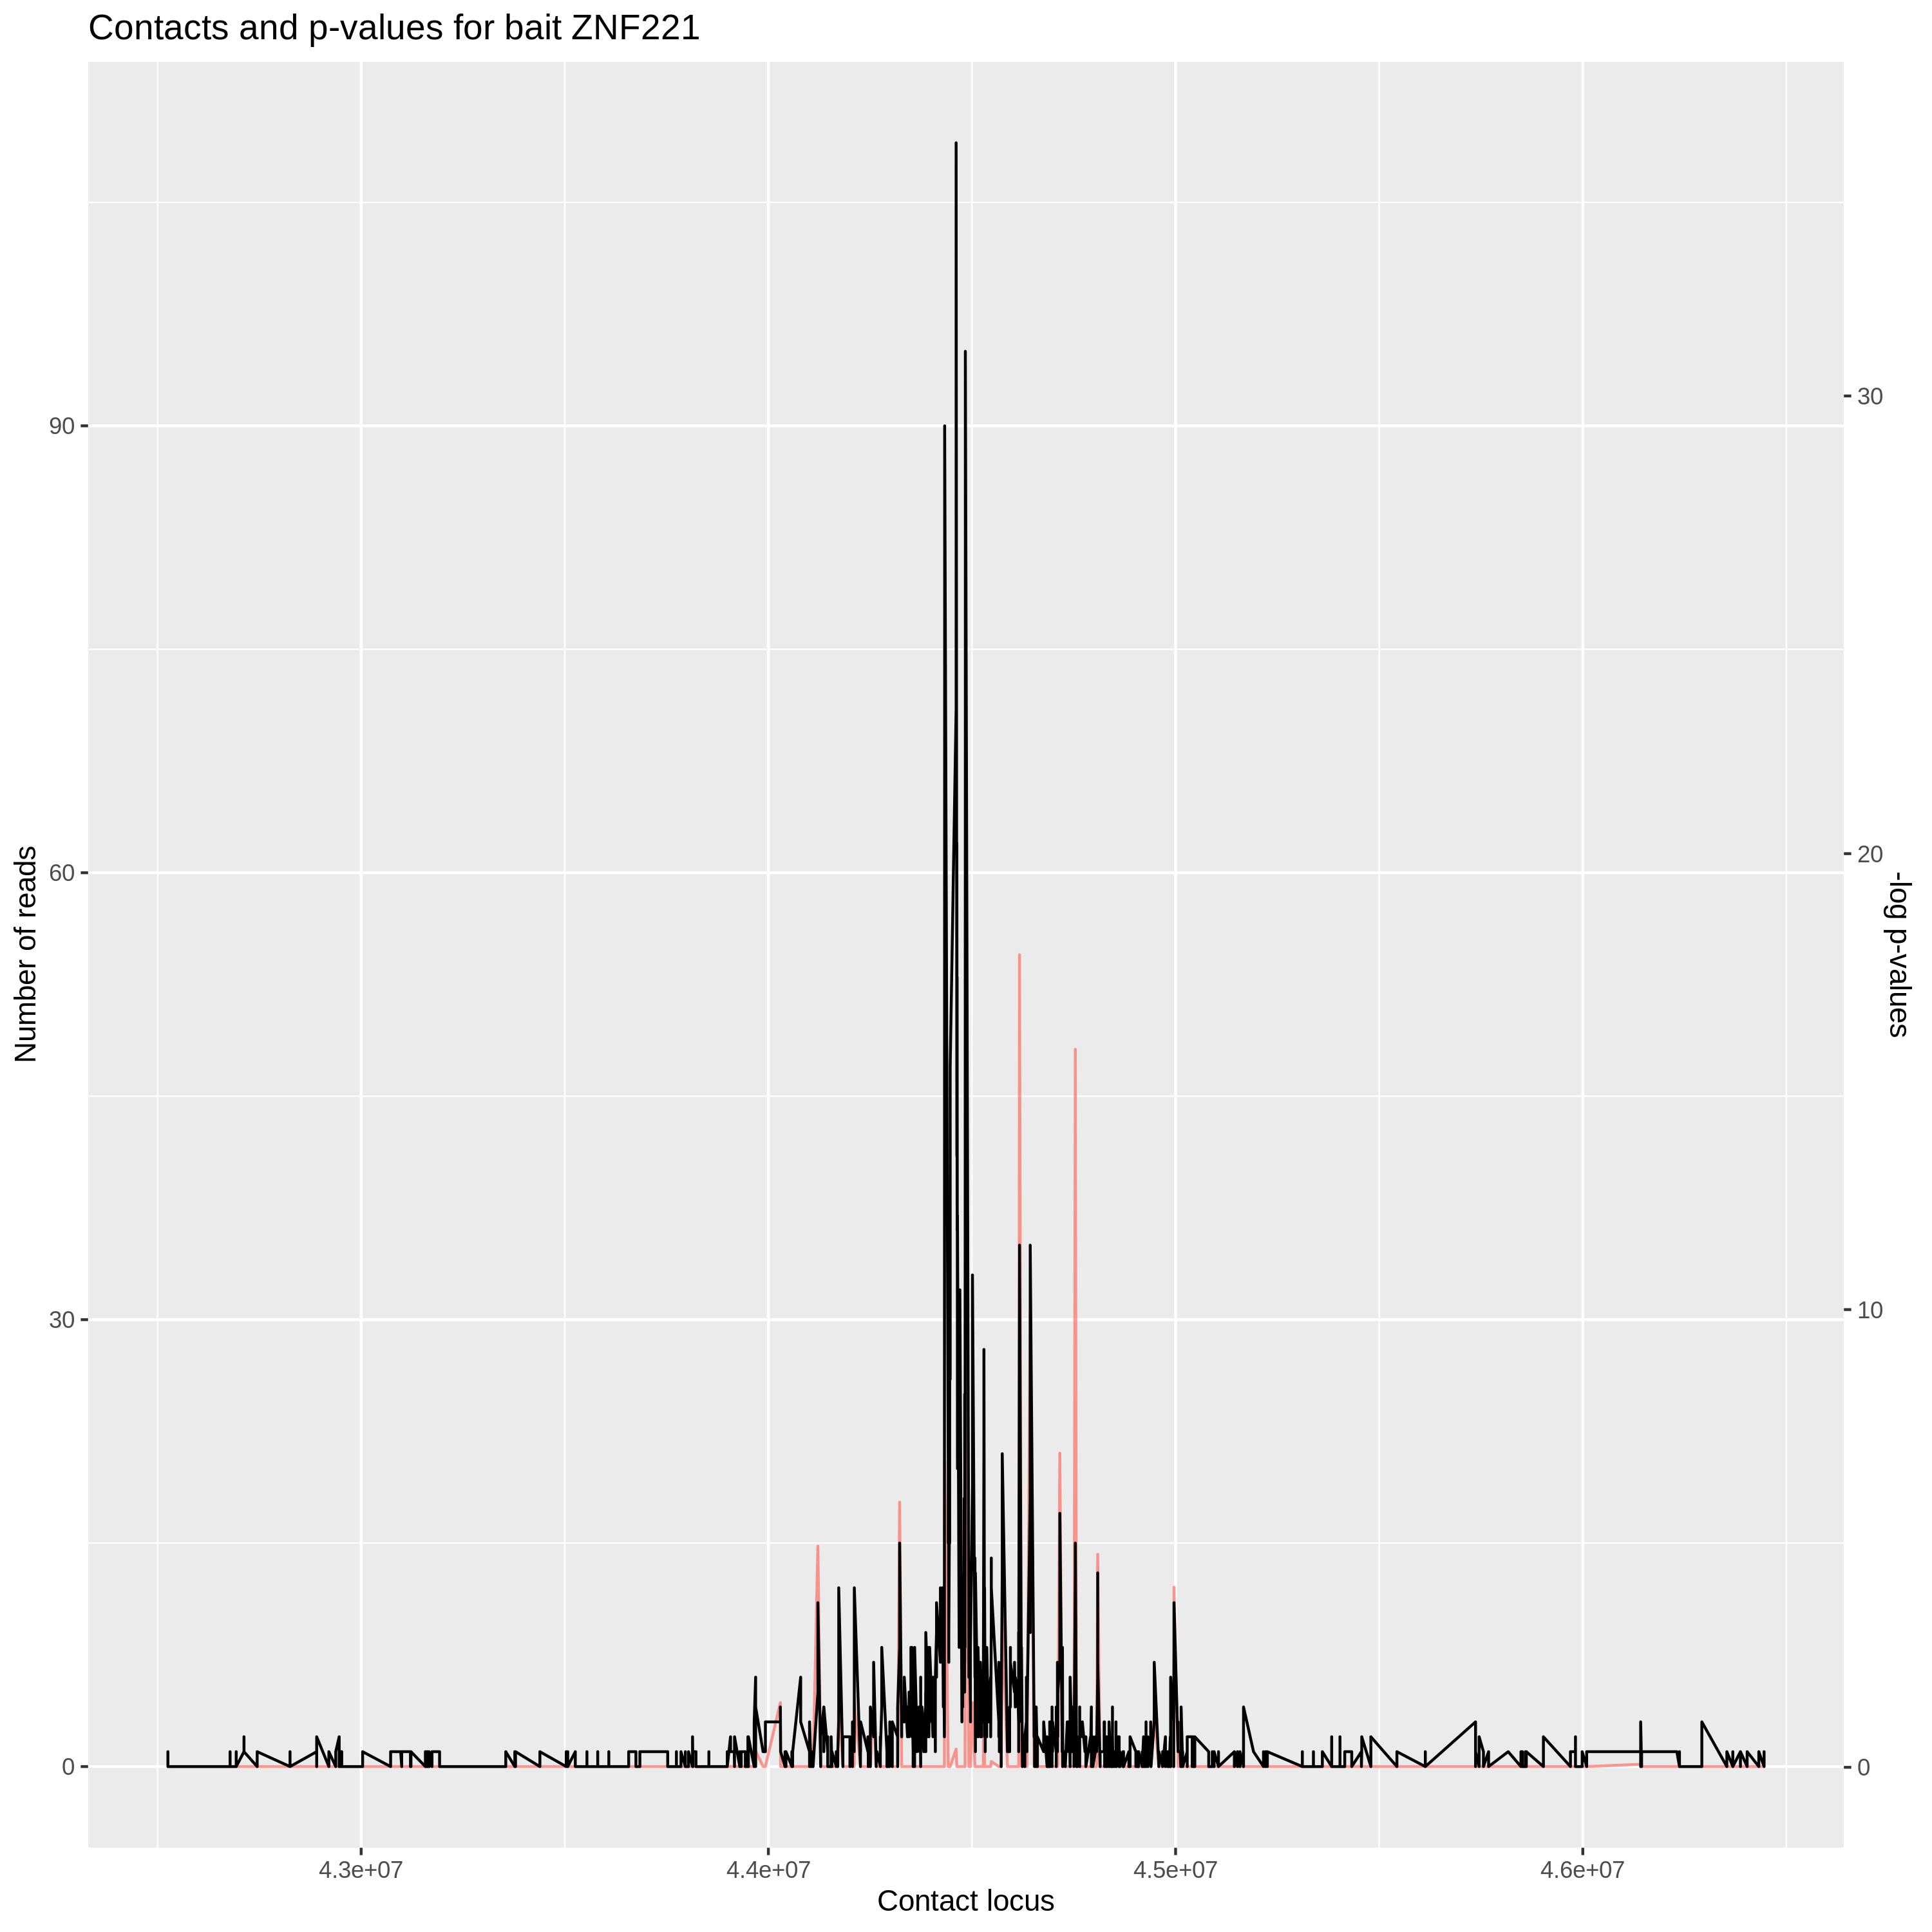 Contacts and p-values for bait ZNF221
90
60
30
0
Number of reads
30
20
10
0
-log p-values
4.3e+07
4.4e+07
4.5e+07
4.6e+07
Contact locus